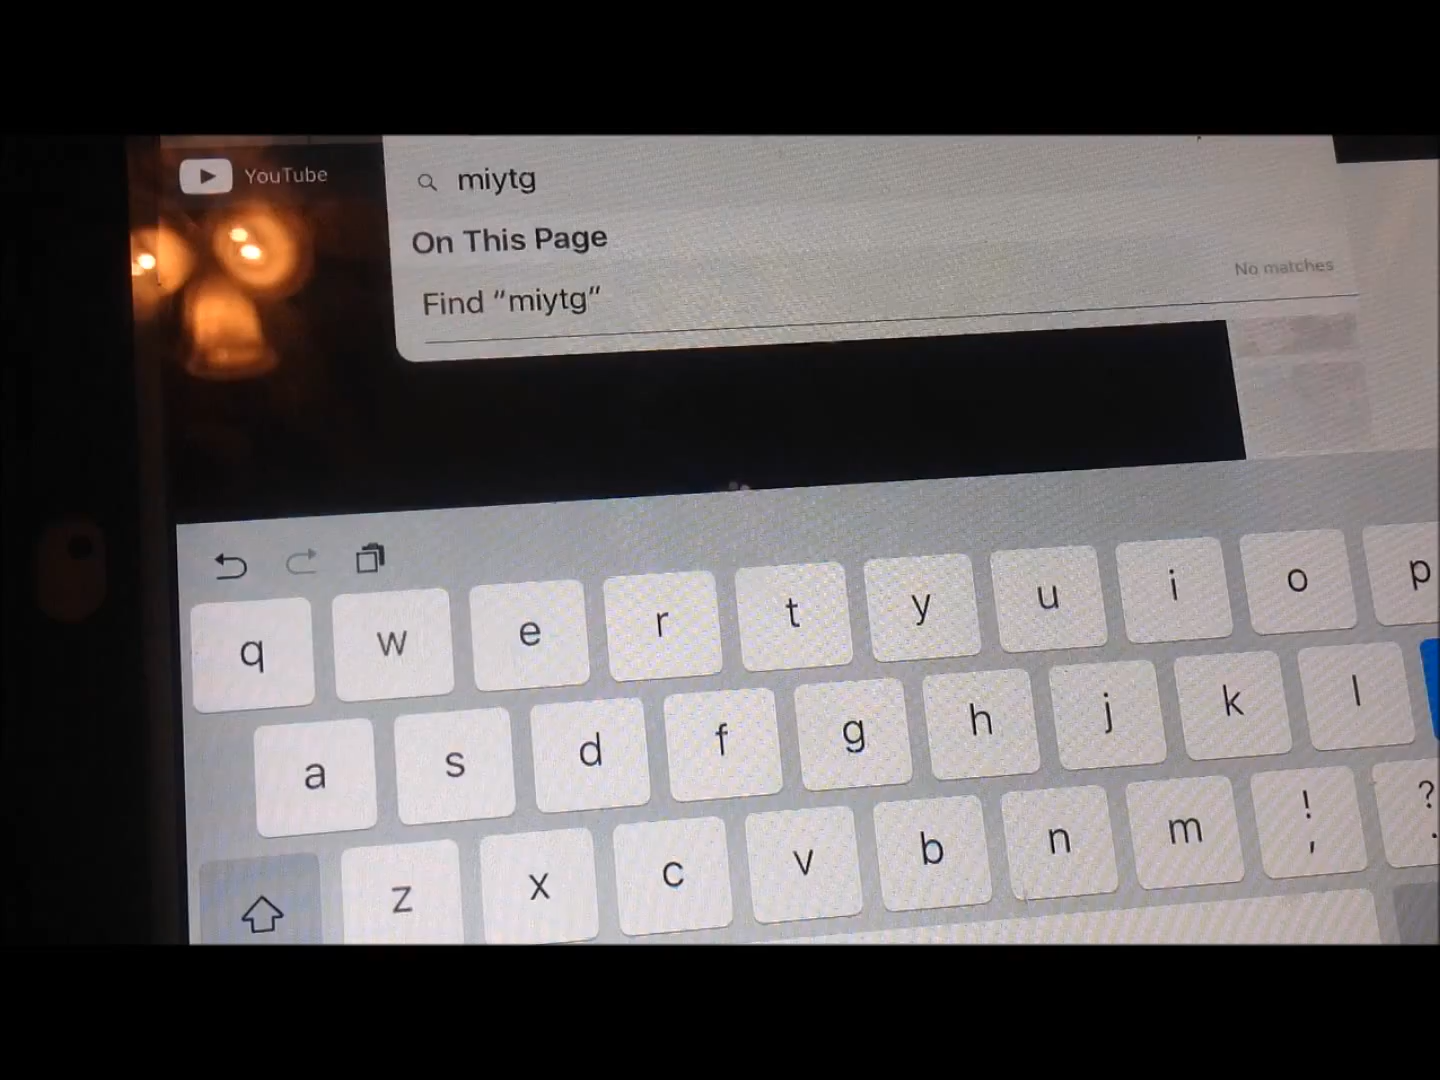 YouTube
miytg
On This Page
No matches
Find "miytg"
q w e r t y u i o p
a s d f g h j k l
z x c v b n m ! , ? .